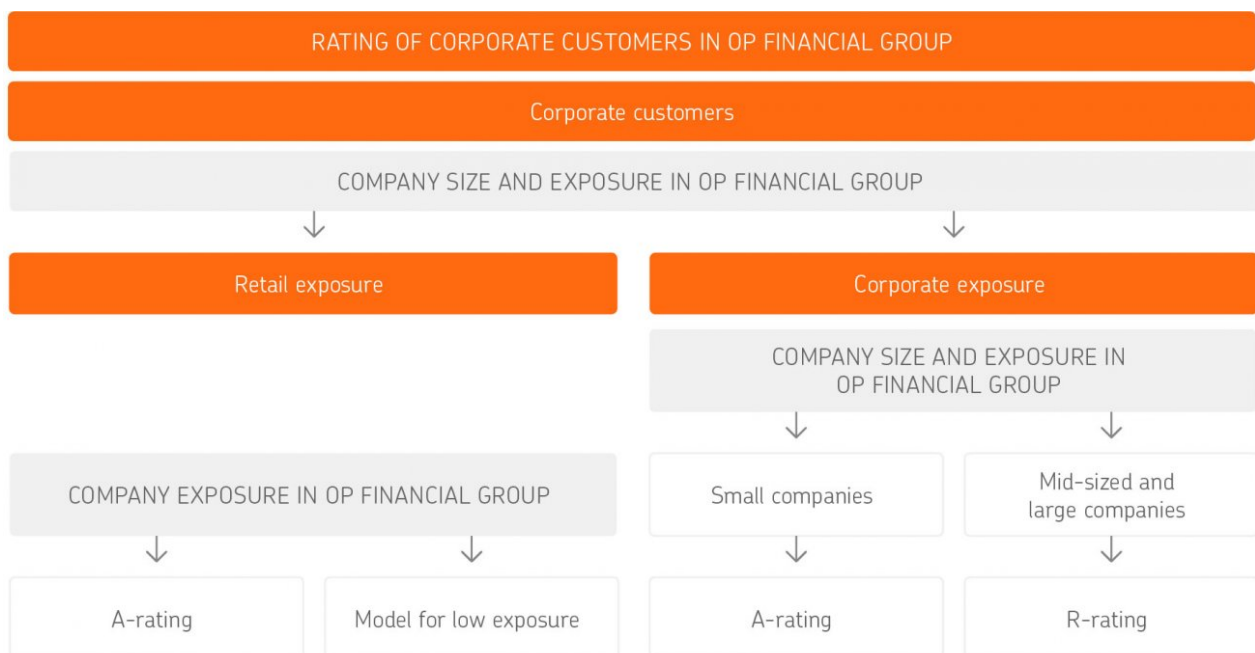 RATING OF CORPORATE CUSTOMERS IN OP FINANCIAL GROUP
Corporate customers
COMPANY SIZE AND EXPOSURE IN OP FINANCIAL GROUP
Retail exposure
Corporate exposure
COMPANY SIZE AND EXPOSURE IN
OP FINANCIAL GROUP
COMPANY EXPOSURE IN OP FINANCIAL GROUP
Small companies
Mid-sized and
large companies
A-rating
Model for low exposure
A-rating
R-rating